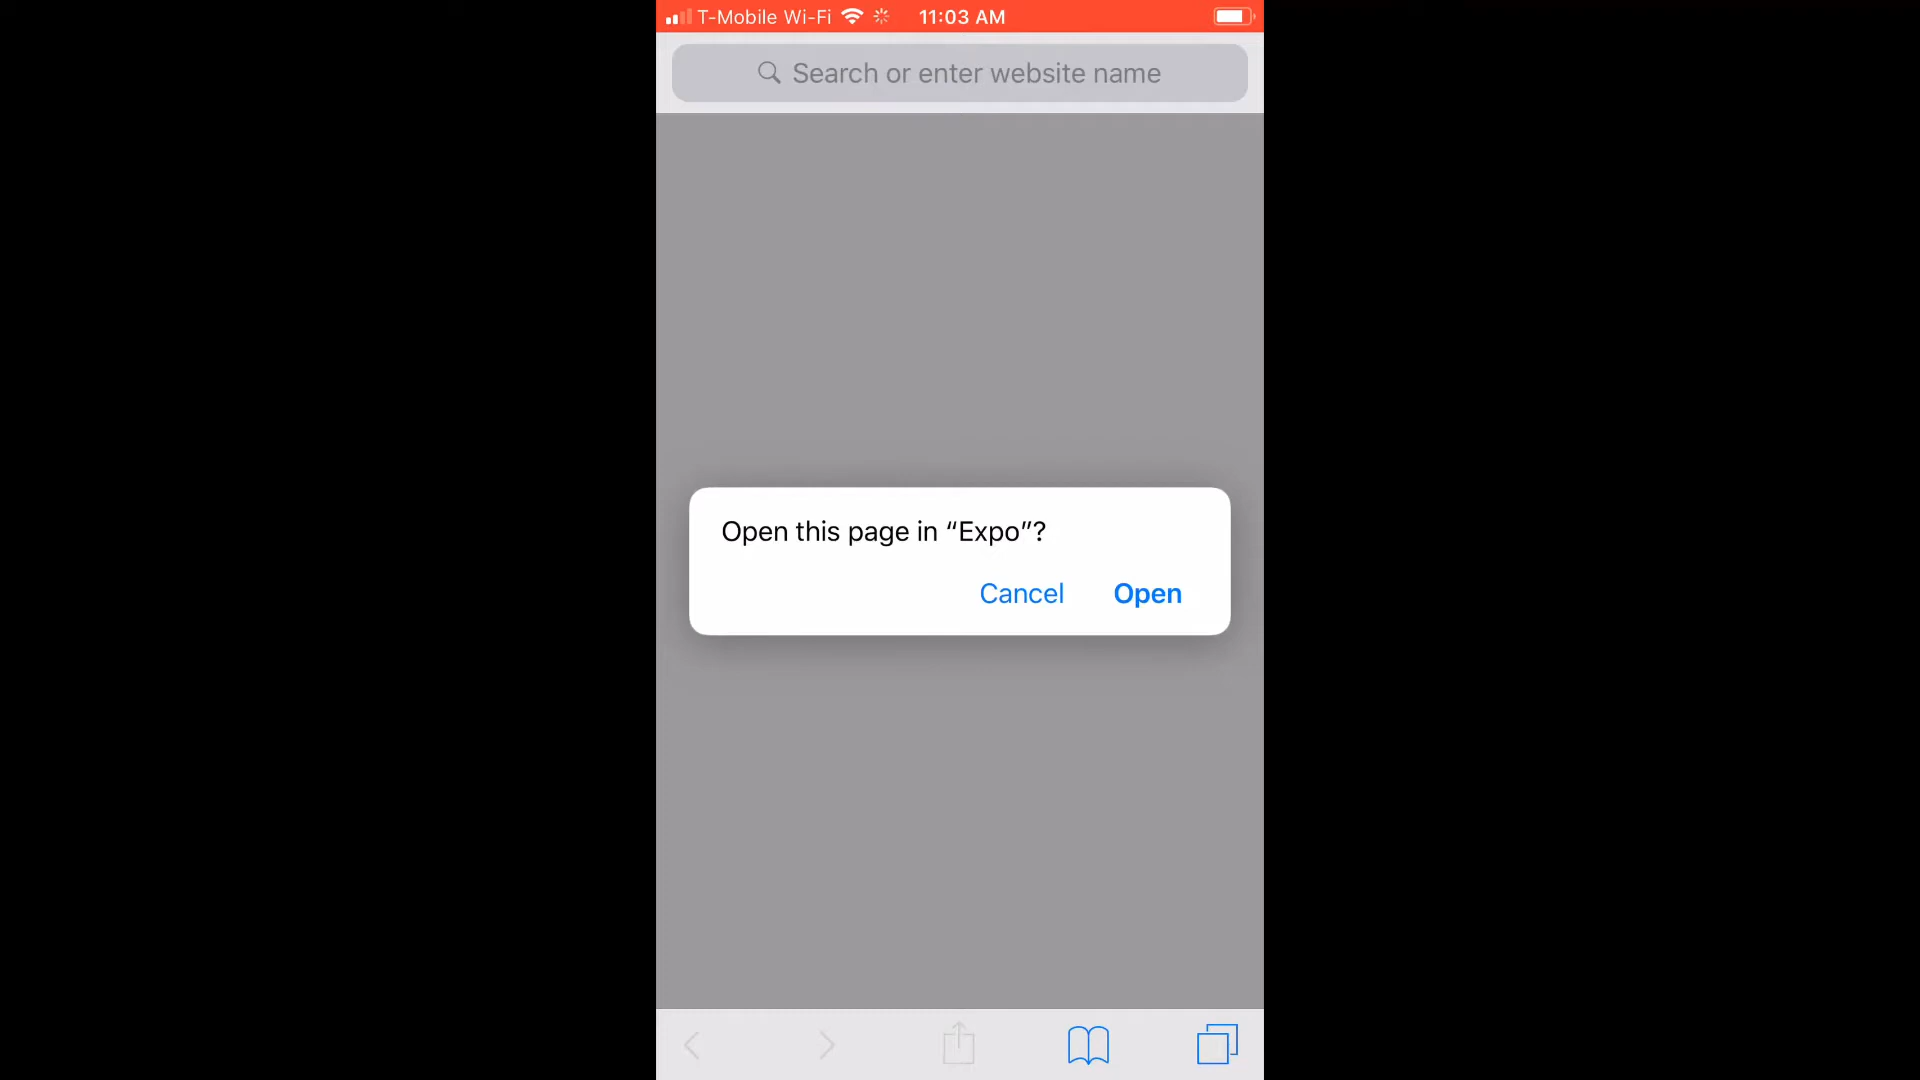 T-Mobile Wi-Fi 11:03 AM
Search or enter website name
Open this page in “Expo”?
Cancel Open